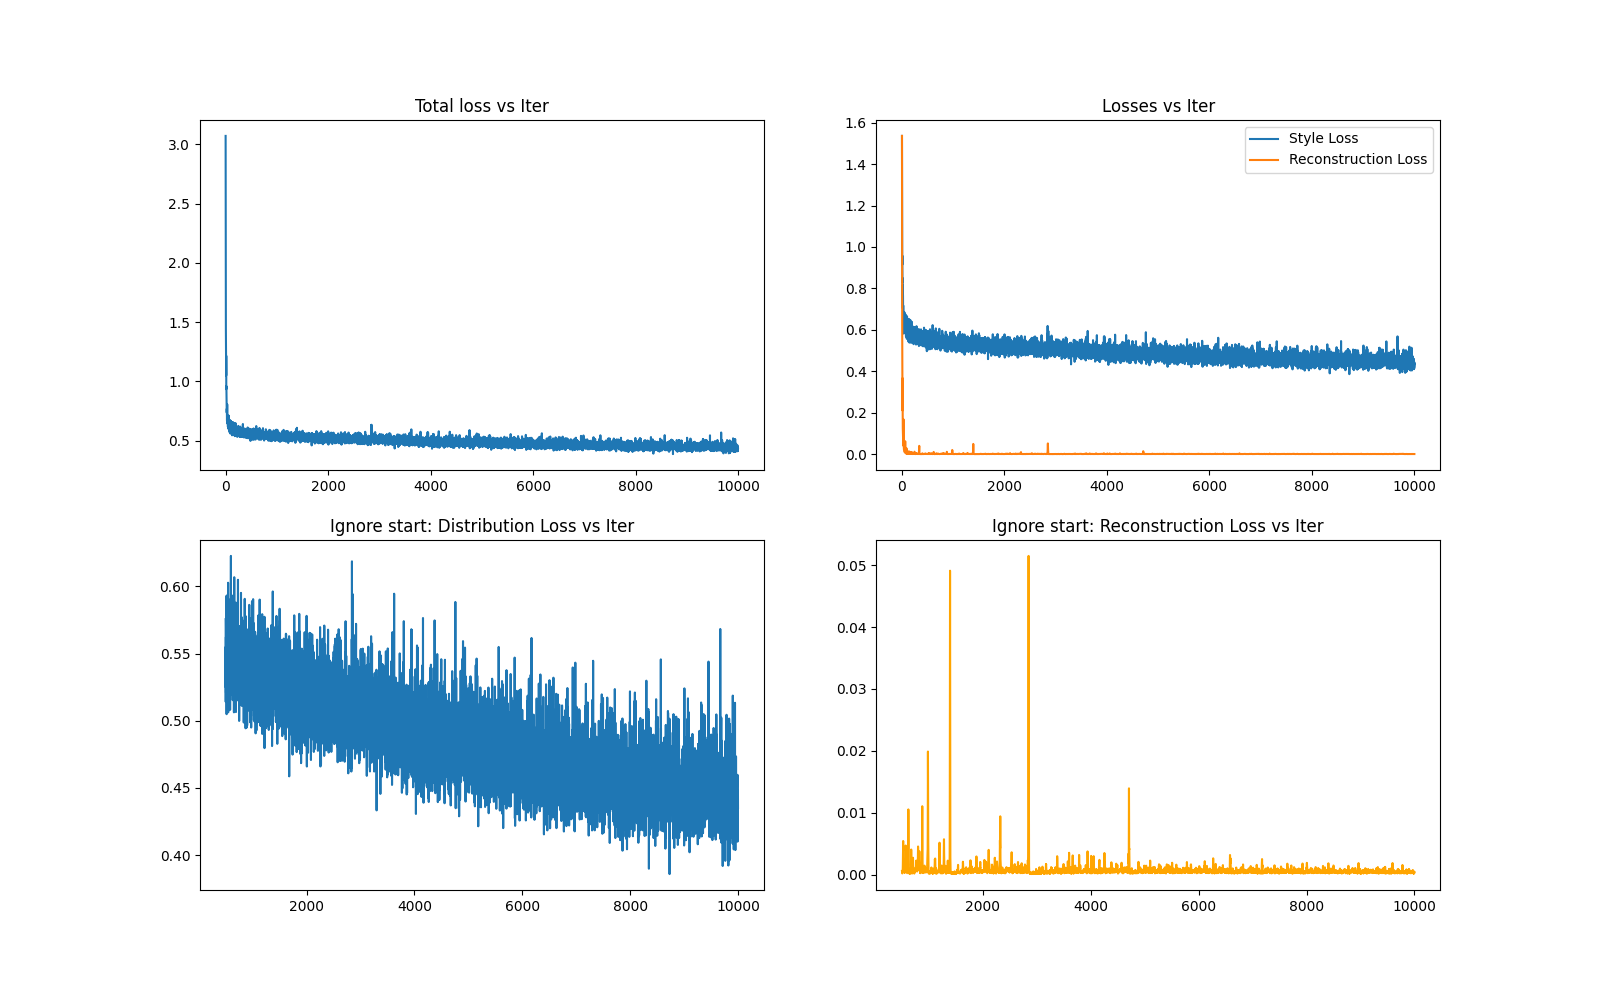 Total loss vs Iter
3.0
2.5
2.0
1.5
1.0
0.5
0 2000 4000 6000 8000 10000
Losses vs Iter
Style Loss
Reconstruction Loss
1.6
1.4
1.2
1.0
0.8
0.6
0.4
0.2
0.0
0 2000 4000 6000 8000 10000
Ignore start: Distribution Loss vs Iter
0.60
0.55
0.50
0.45
0.40
2000 4000 6000 8000 10000
Ignore start: Reconstruction Loss vs Iter
0.05
0.04
0.03
0.02
0.01
0.00
2000 4000 6000 8000 10000